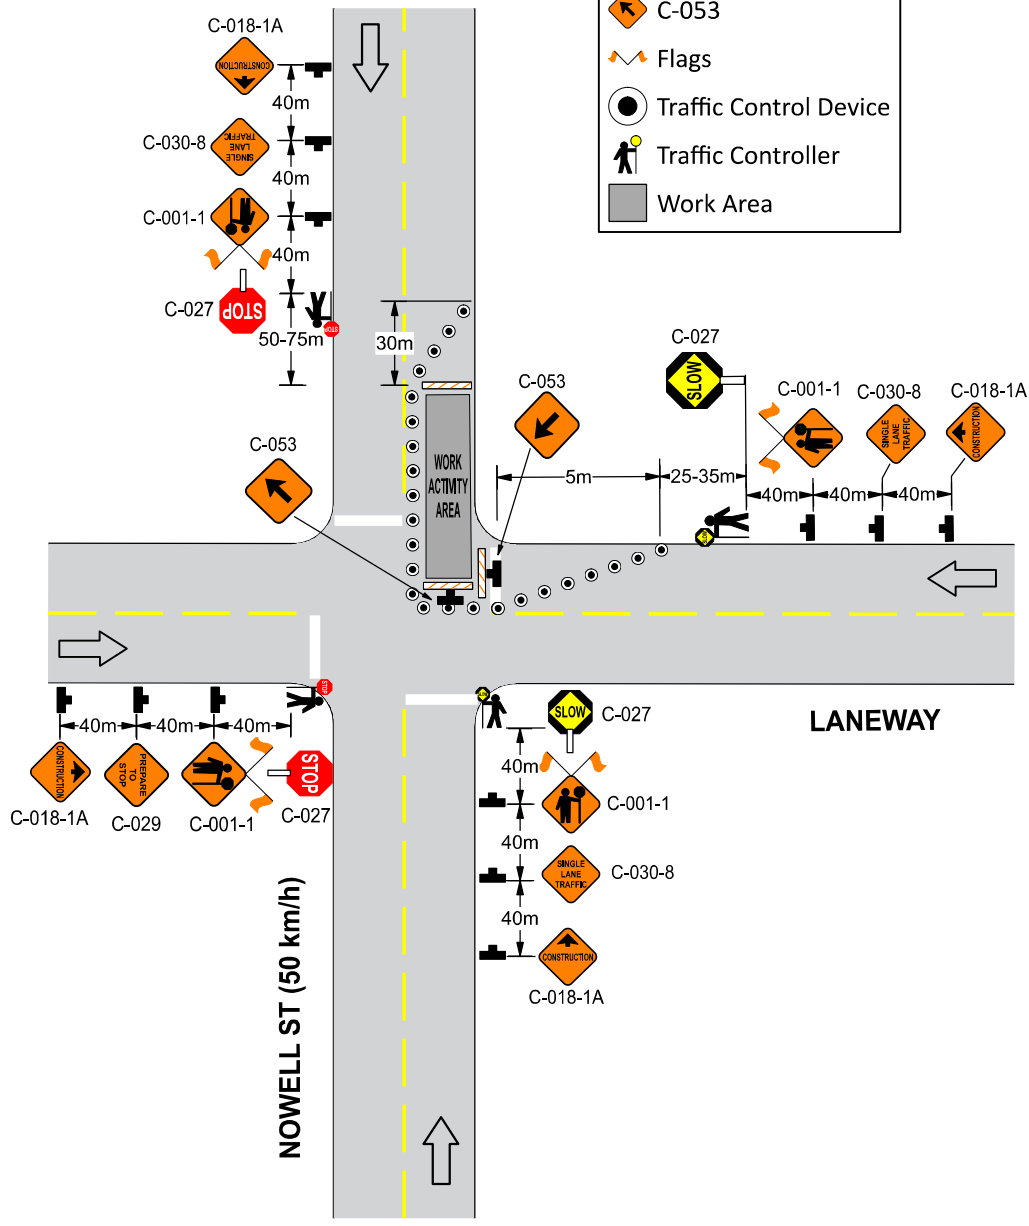 C-053
Flags
Traffic Control Device
Traffic Controller
Work Area
C-018-1A
CONSTRUCTION
40m
C-030-8
SINGLE
LANE
TRAFFIC
40m
C-001-1
40m
C-027
STOP
STOP
50-75m
30m
C-053
C-053
WORK
ACTIVITY
AREA
C-027
SLOW
C-001-1
C-030-8
C-018-1A
SINGLE
LANE
TRAFFIC
CONSTRUCTION
5m
25-35m
40m
40m
40m
SLOW
STOP
40m
40m
40m
CONSTRUCTION
PREPARE
TO
STOP
STOP
C-018-1A
C-029
C-001-1
C-027
SLOW
SLOW
C-027
40m
C-001-1
40m
SINGLE
LANE
TRAFFIC
C-030-8
40m
CONSTRUCTION
C-018-1A
LANEWAY
NOWELL ST (50 km/h)